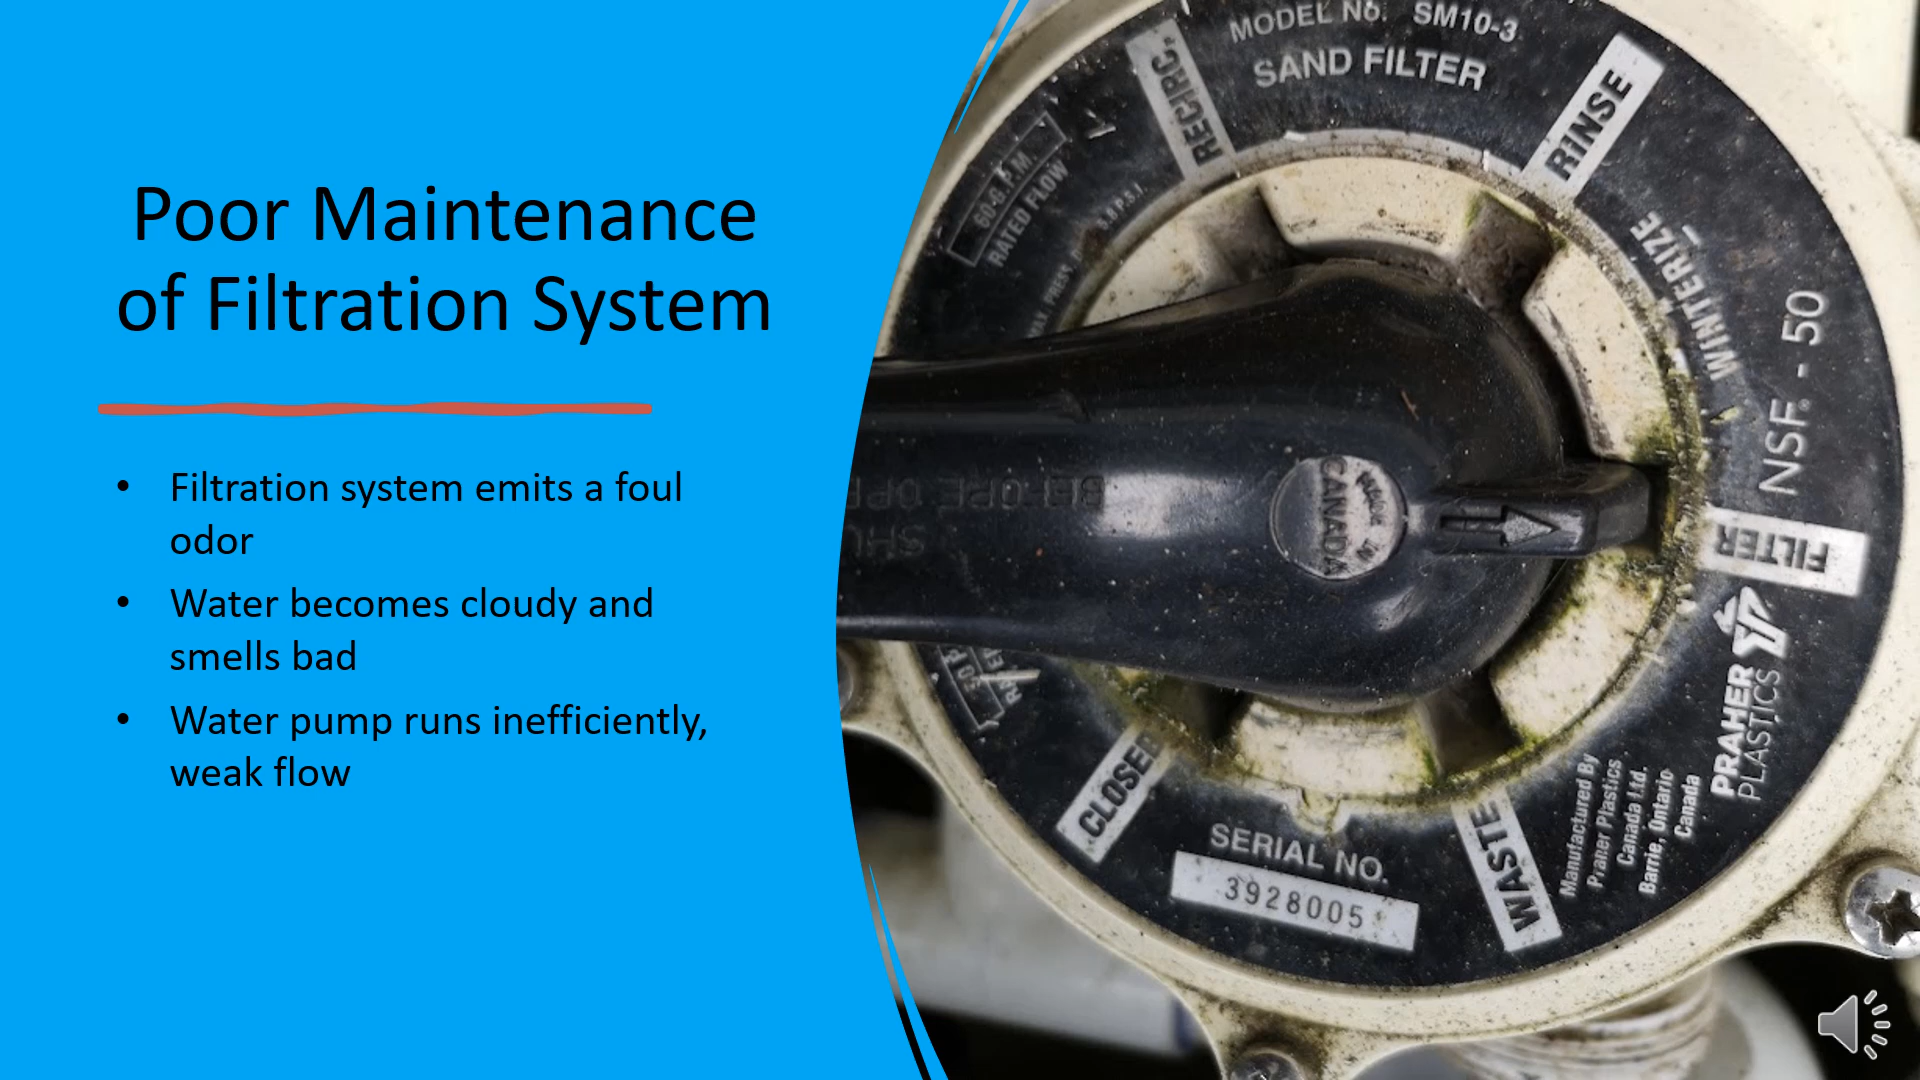 Poor Maintenance
of Filtration System
• Filtration system emits a foul
odor
• Water becomes cloudy and
smells bad
• Water pump runs inefficiently,
weak flow
MODEL No. SM10-3
SAND FILTER
RECIRC.
RINSE
60 G.P.M.
RATED FLOW
WINTERIZE
NSF. - 50
FILTER
BEFORE
CANADA
PRAHER
PLASTICS
Manufactured By
Praher Plastics
Canada Ltd.
Barrie, Ontario
Canada
CLOSED
WASTE
SERIAL NO.
3928005